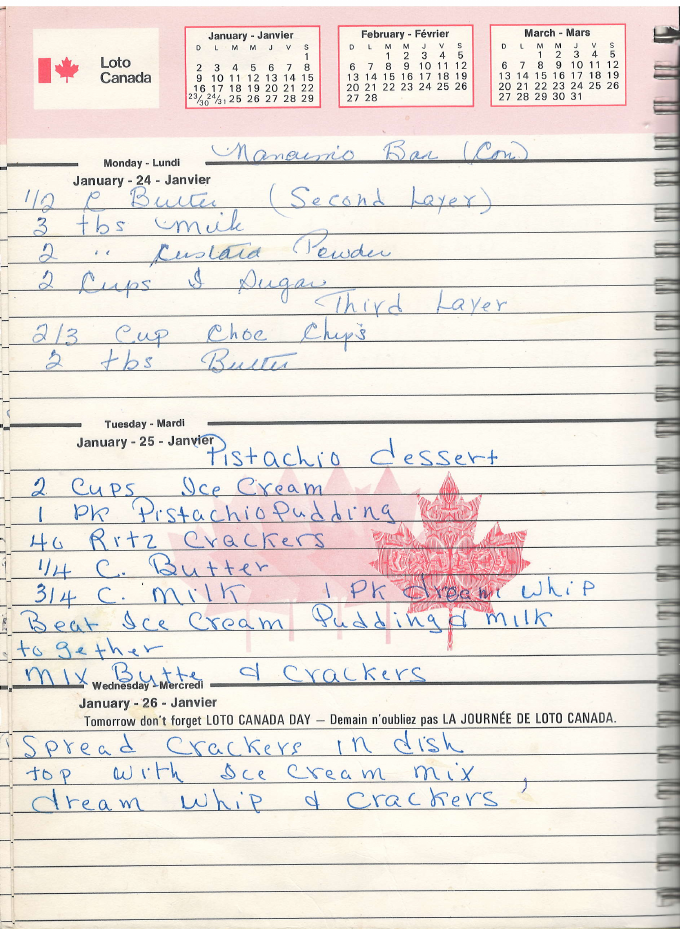 Loto
Canada
January - Janvier
D L M M J V S
1
2 3 4 5 6 7 8
9 10 11 12 13 14 15
16 17 18 19 20 21 22
23/30 24/31 25 26 27 28 29
February - Février
D L M M J V S
1 2 3 4 5
6 7 8 9 10 11 12
13 14 15 16 17 18 19
20 21 22 23 24 25 26
27 28
March - Mars
D L M M J V S
1 2 3 4 5
6 7 8 9 10 11 12
13 14 15 16 17 18 19
20 21 22 23 24 25 26
27 28 29 30 31
Nanaimo Bar (Con)
Monday - Lundi
January - 24 - Janvier
1/2 C Butter (Second Layer)
3 tbs Milk
2 " Custard Powder
2 Cups I Sugar
Third Layer
2/3 Cup Choc Chips
2 tbs Butter
Tuesday - Mardi
January - 25 - Janvier
Pistachio dessert
2 Cups Ice Cream
1 PK Pistachio Pudding
40 Ritz Crackers
1/4 C. Butter
3/4 C. Milk 1 PK dream whip
Beat Ice Cream Pudding & milk
together
mix Butte & crackers
Wednesday - Mercredi
January - 26 - Janvier
Tomorrow don't forget LOTO CANADA DAY — Demain n'oubliez pas LA JOURNÉE DE LOTO CANADA.
Spread Crackers in dish
top with Ice Cream mix,
dream whip & crackers